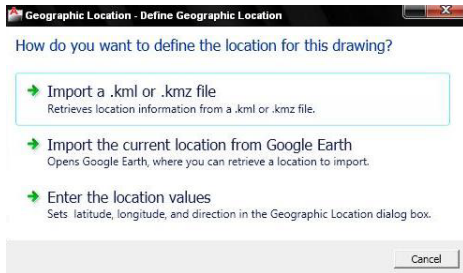 Geographic Location - Define Geographic Location
How do you want to define the location for this drawing?
Import a .kml or .kmz file
Retrieves location information from a .kml or .kmz file.
Import the current location from Google Earth
Opens Google Earth, where you can retrieve a location to import.
Enter the location values
Sets latitude, longitude, and direction in the Geographic Location dialog box.
Cancel